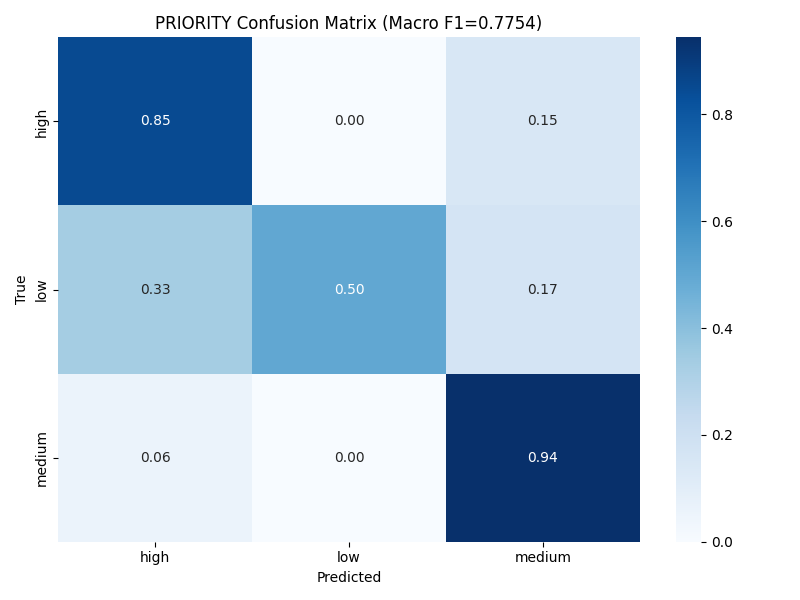 PRIORITY Confusion Matrix (Macro F1=0.7754)
high
0.85
0.00
0.15
0.8
0.6
True
low
0.33
0.50
0.17
0.4
0.2
medium
0.06
0.00
0.94
0.0
high
low
medium
Predicted